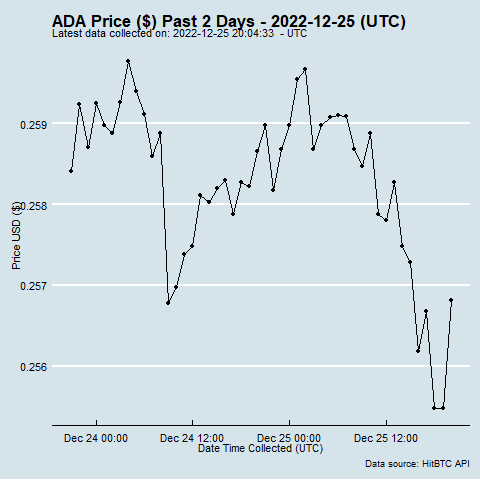 ADA Price ($) Past 2 Days - 2022-12-25 (UTC)
Latest data collected on: 2022-12-25 20:04:33 - UTC
Price USD ($)
0.259
0.258
0.257
0.256
Dec 24 00:00 Dec 24 12:00 Dec 25 00:00 Dec 25 12:00
Date Time Collected (UTC)
Data source: HitBTC API